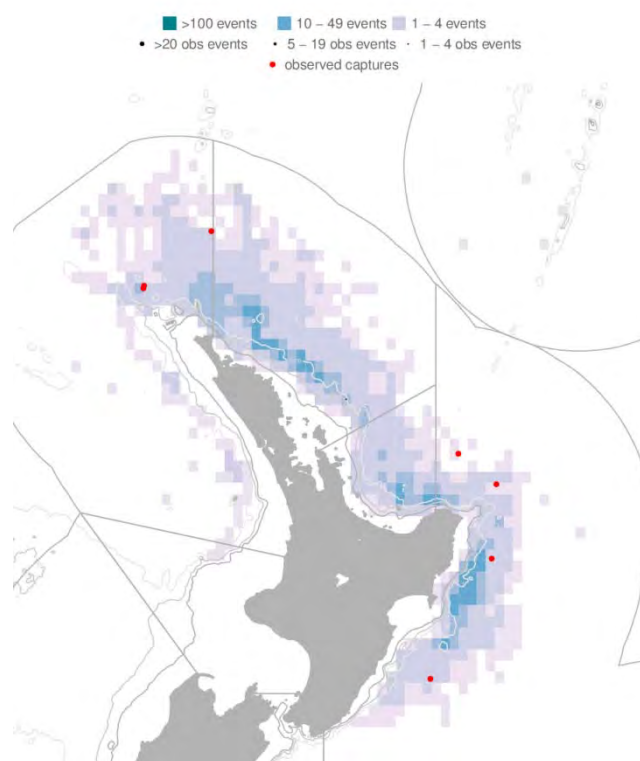 >100 events 10 – 49 events 1 – 4 events
>20 obs events 5 – 19 obs events 1 – 4 obs events
observed captures